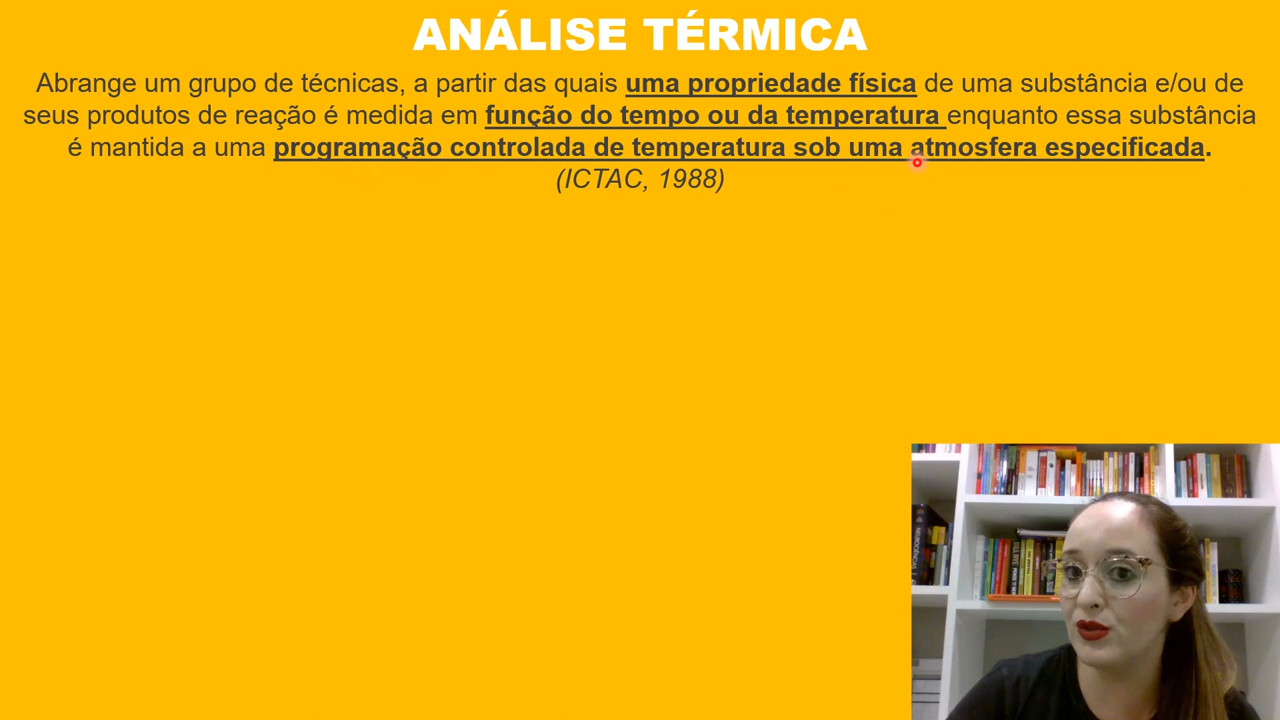 ANÁLISE TÉRMICA
Abrange um grupo de técnicas, a partir das quais uma propriedade física de uma substância e/ou de
seus produtos de reação é medida em função do tempo ou da temperatura enquanto essa substância
é mantida a uma programação controlada de temperatura sob uma atmosfera especificada.
(ICTAC, 1988)